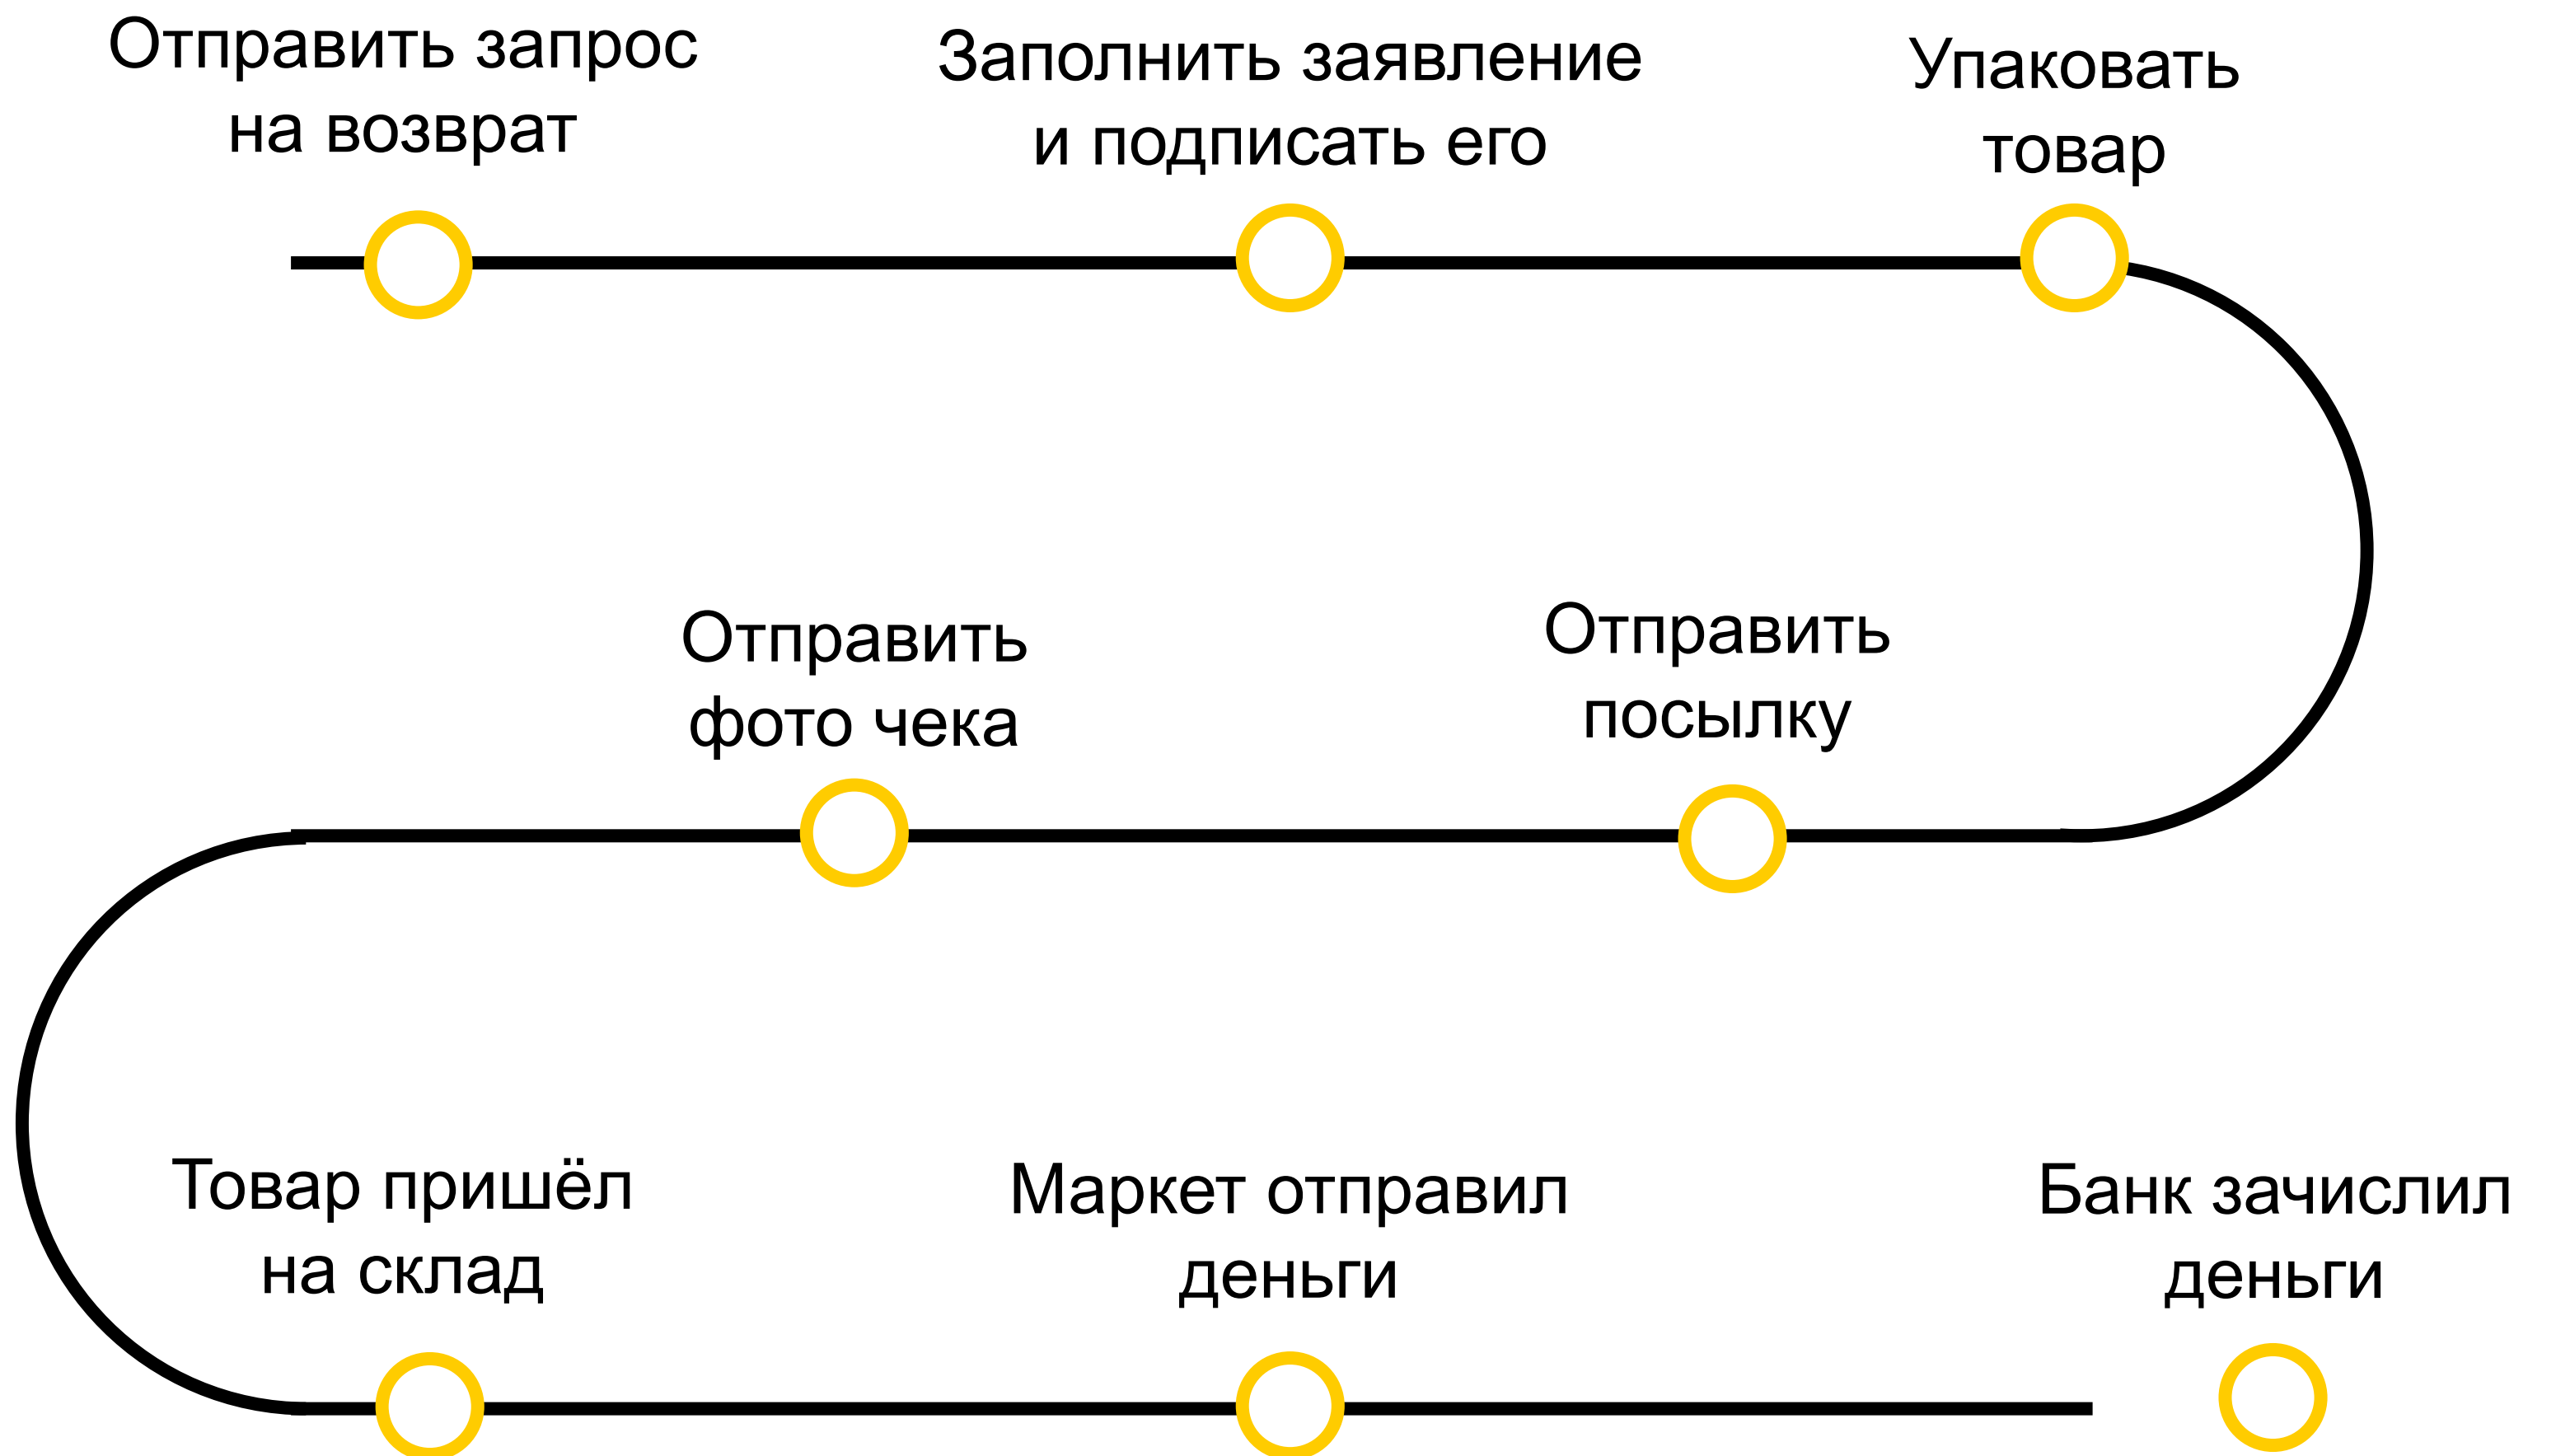 Отправить запрос
на возврат
Заполнить заявление
и подписать его
Упаковать
товар
Отправить
посылку
Отправить
фото чека
Товар пришёл
на склад
Маркет отправил
деньги
Банк зачислил
деньги